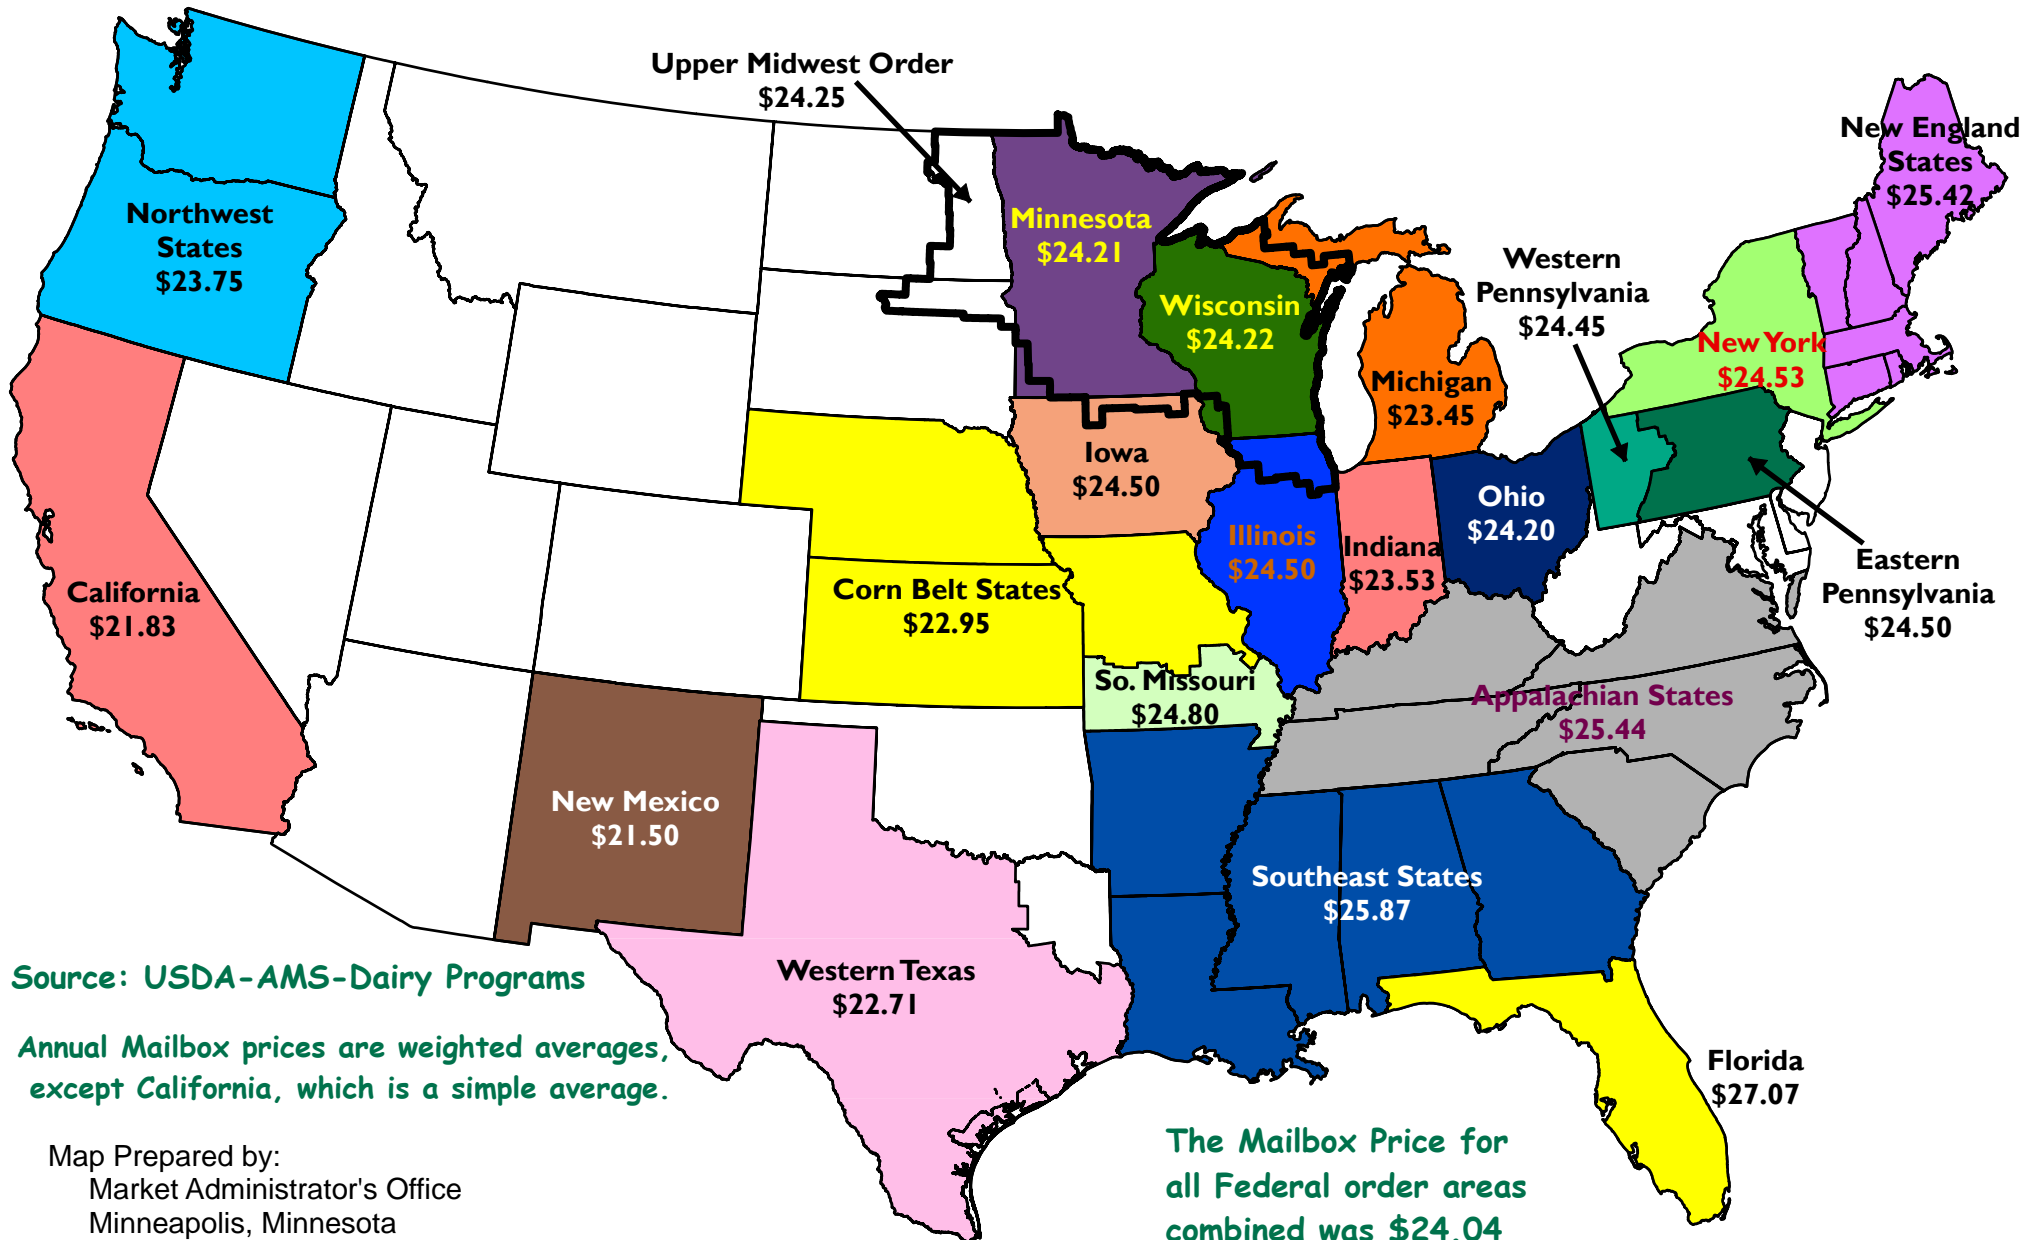 Upper Midwest Order
$24.25
New England
States
$25.42
Northwest
States
$23.75
Minnesota
$24.21
Western
Pennsylvania
$24.45
Wisconsin
$24.22
New York
$24.53
Michigan
$23.45
Iowa
$24.50
Ohio
$24.20
Illinois
$24.50
Indiana
$23.53
Eastern
Pennsylvania
$24.50
California
$21.83
Corn Belt States
$22.95
So. Missouri
$24.80
Appalachian States
$25.44
New Mexico
$21.50
Southeast States
$25.87
Western Texas
$22.71
Florida
$27.07
Source: USDA-AMS-Dairy Programs
Annual Mailbox prices are weighted averages,
except California, which is a simple average.
Map Prepared by:
Market Administrator's Office
Minneapolis, Minnesota
The Mailbox Price for
all Federal order areas
combined was $24.04